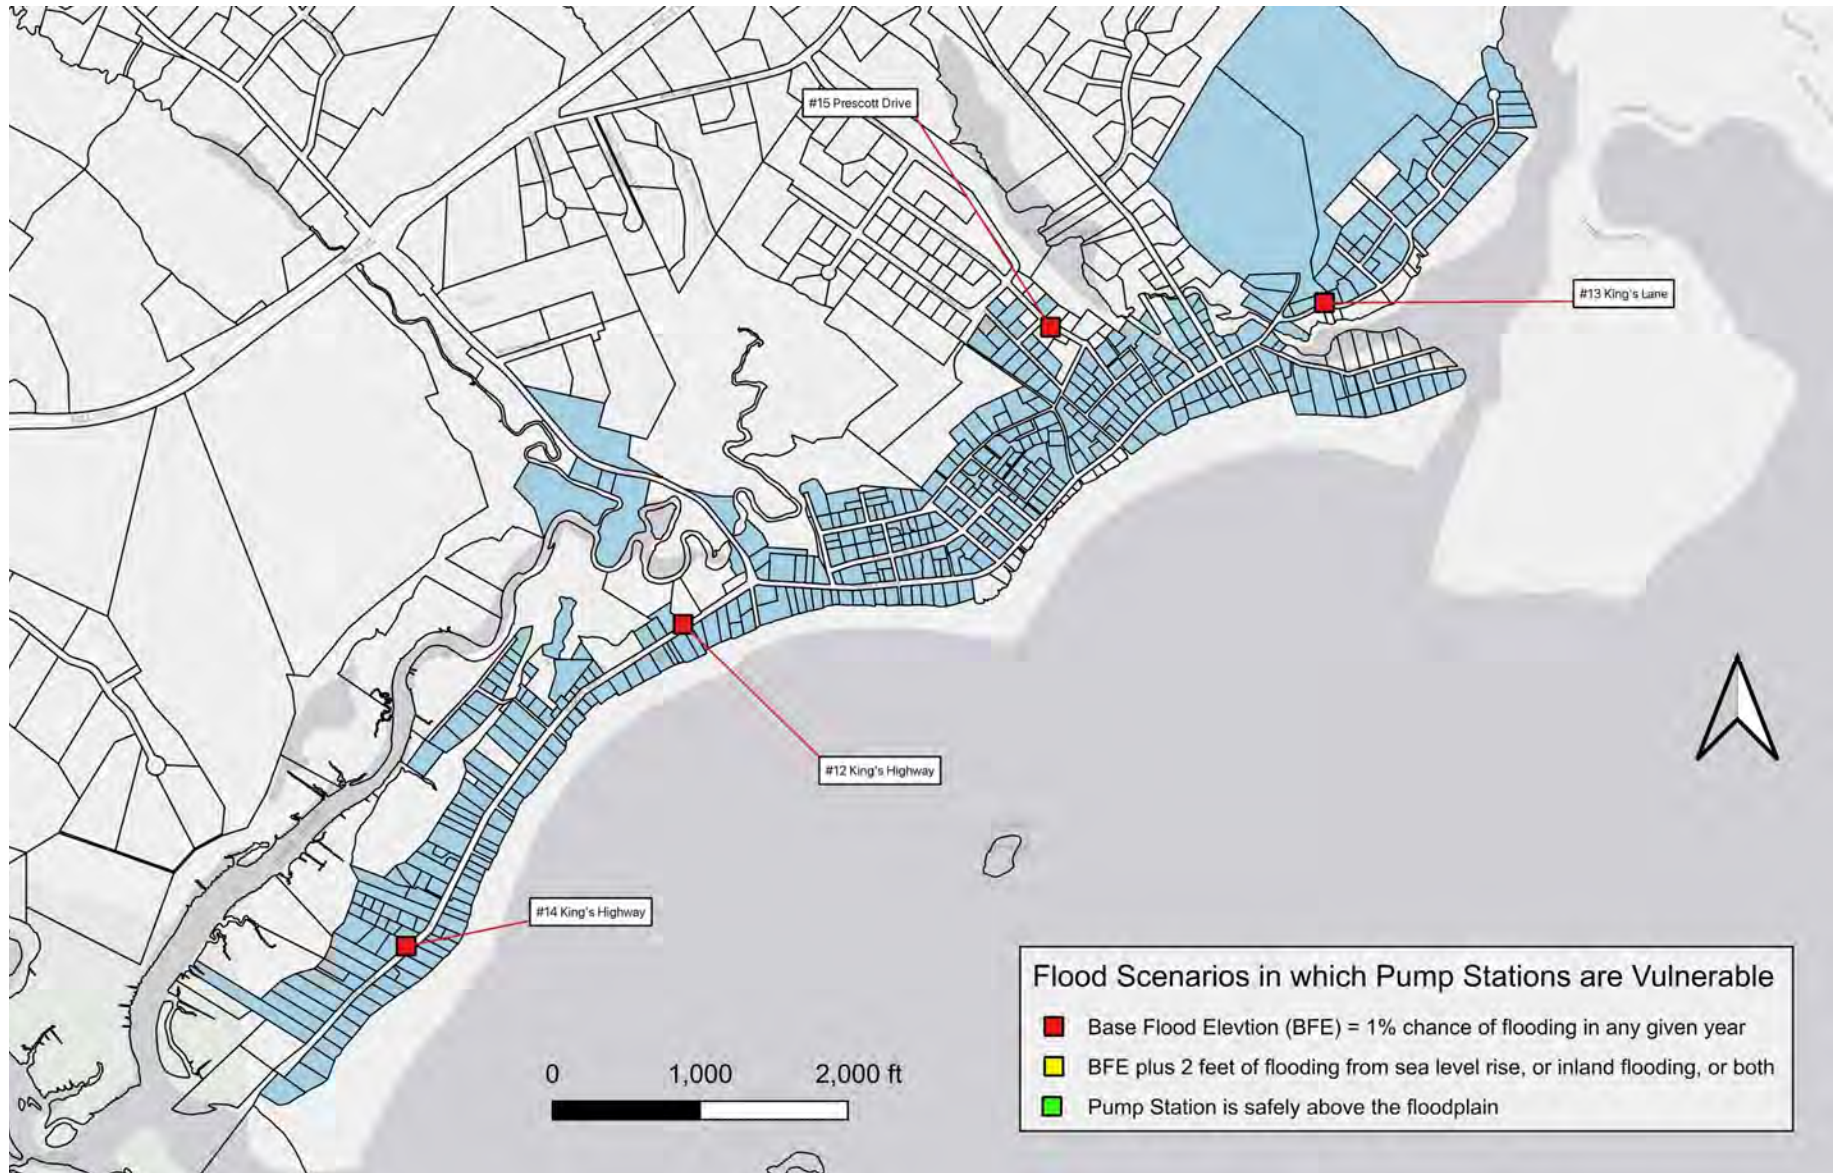 #15 Prescott Drive
#13 King's Lane
#12 King's Highway
#14 King's Highway
0 1,000 2,000 ft
Flood Scenarios in which Pump Stations are Vulnerable
Base Flood Elevtion (BFE) = 1% chance of flooding in any given year
BFE plus 2 feet of flooding from sea level rise, or inland flooding, or both
Pump Station is safely above the floodplain